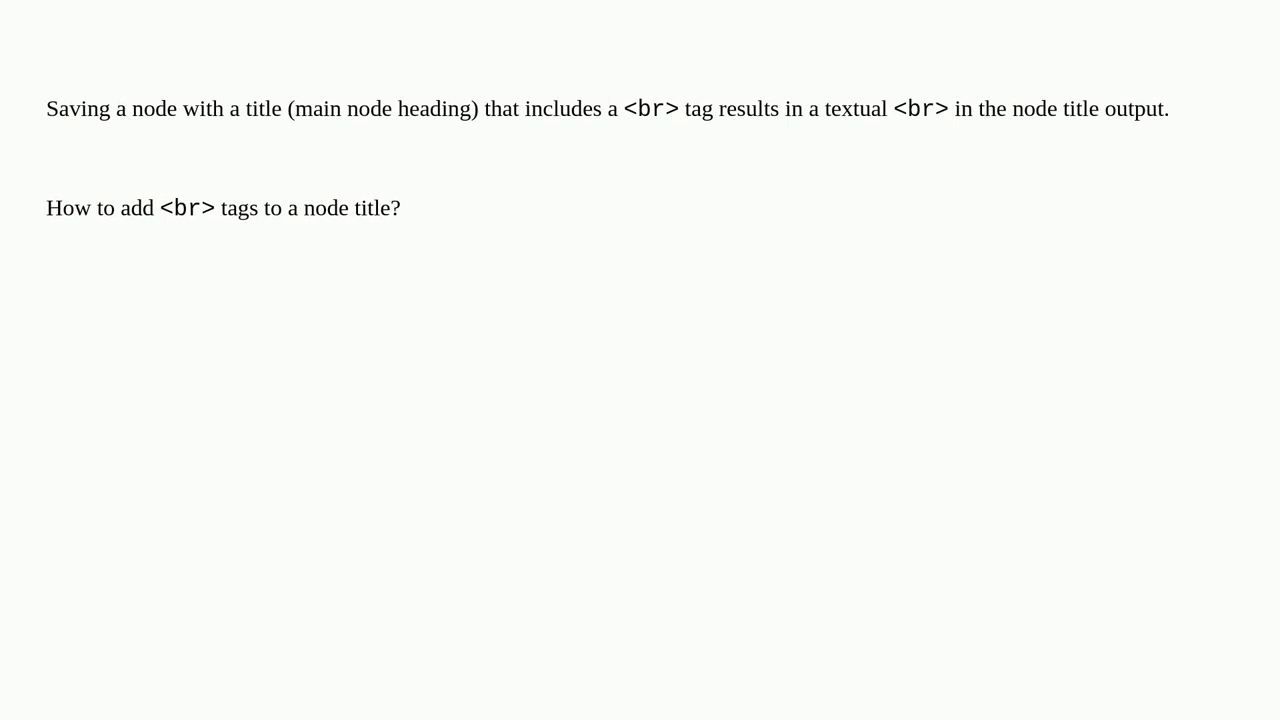 Saving a node with a title (main node heading) that includes a <br> tag results in a textual <br> in the node title output.
How to add <br> tags to a node title?